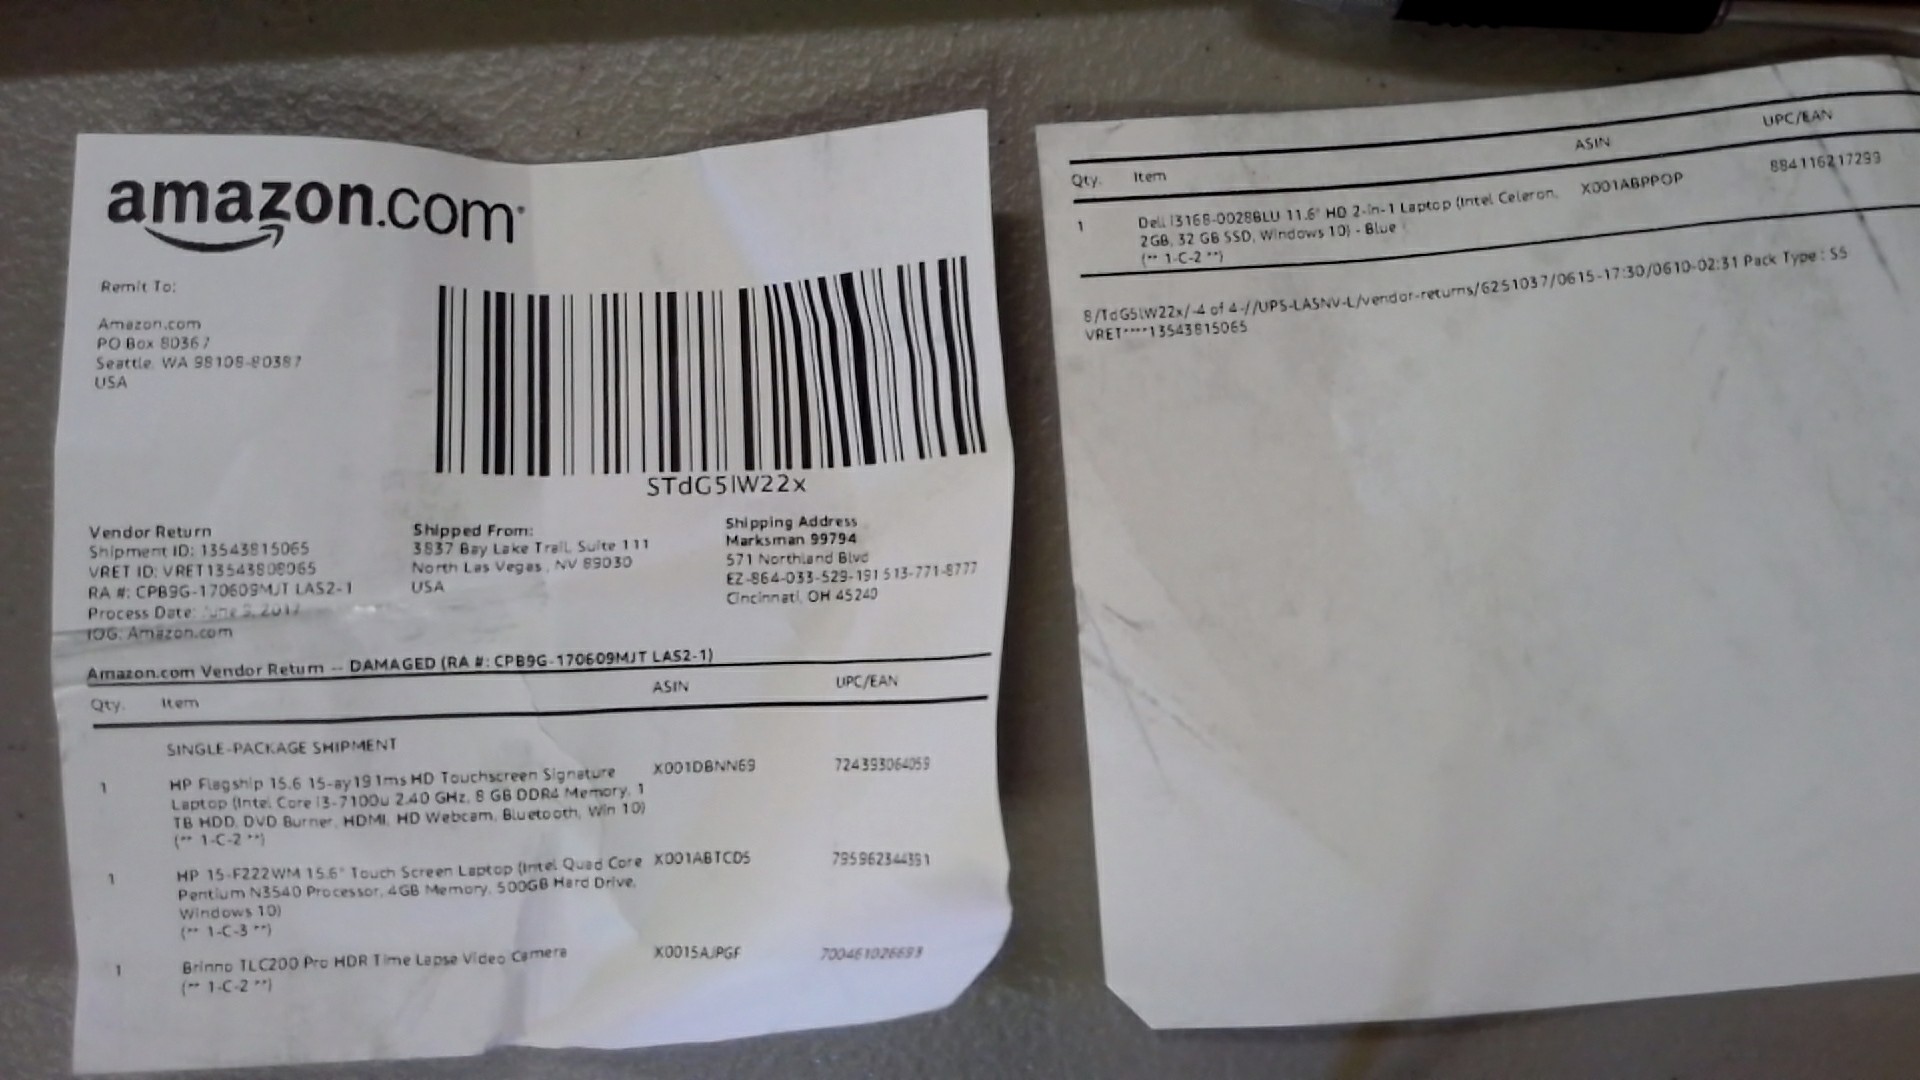 amazon.com
Remit To:
Amazon.com
PO Box 80367
Seattle, WA 98108-80387
USA
STdG5IW22x
Vendor Return
Shipment ID: 13543815065
VRET ID: VRET13543808065
RA #: CPB9G-170609MJT LAS2-1
Process Date: June 9, 2017
IOG: Amazon.com
Shipped From:
3837 Bay Lake Trail, Suite 111
North Las Vegas, NV 89030
USA
Shipping Address
Marksman 99794
571 Northland Blvd
EZ-864-033-529-191 513-771-8777
Cincinnati, OH 45240
Amazon.com Vendor Return -- DAMAGED (RA #: CPB9G-170609MJT LAS2-1)
Qty. Item ASIN UPC/EAN
SINGLE-PACKAGE SHIPMENT
1 HP Flagship 15.6 15-ay191ms HD Touchscreen Signature X001DBNN69 724393064059
Laptop (Intel Core i3-7100u 2.40 GHz, 8 GB DDR4 Memory, 1
TB HDD, DVD Burner, HDMI, HD Webcam, Bluetooth, Win 10)
(** 1-C-2 **)
1 HP 15-F222WM 15.6" Touch Screen Laptop (Intel Quad Core X001ABTCD5 795962344391
Pentium N3540 Processor, 4GB Memory, 500GB Hard Drive,
Windows 10)
(** 1-C-3 **)
1 Brinno TLC200 Pro HDR Time Lapse Video Camera X0015AJPGF 700461026693
(** 1-C-2 **)
Qty. Item ASIN UPC/EAN
1 Dell i3168-0028BLU 11.6" HD 2-in-1 Laptop (Intel Celeron, X001ABPPOP 884116217299
2GB, 32 GB SSD, Windows 10) - Blue
(** 1-C-2 **)
8/TdG5IW22x/-4 of 4-//UPS-LASNV-L/vendor-returns/6251037/0615-17:30/0610-02:31 Pack Type : S5
VRET****13543815065